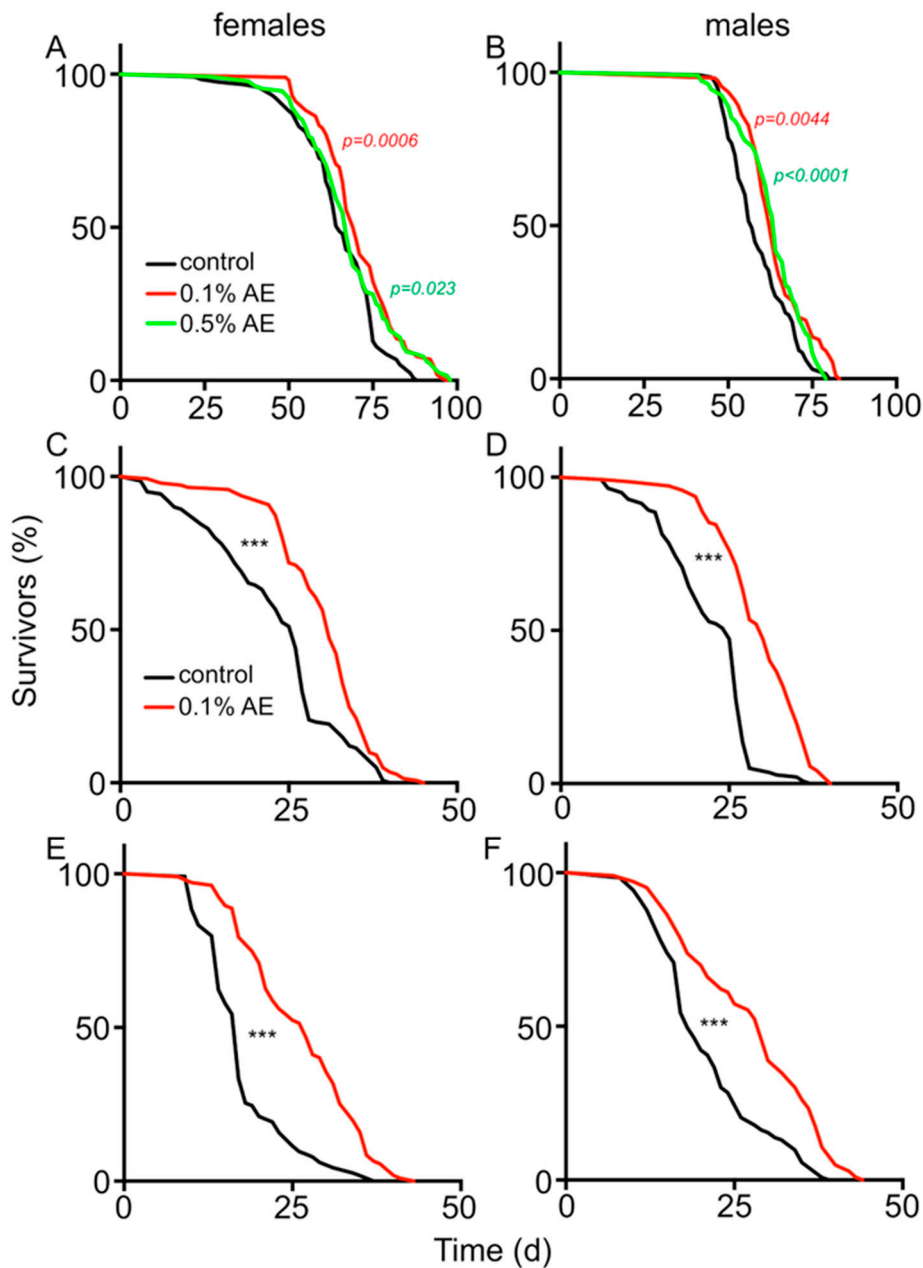 females
males
A
B
100
50
0
p=0.0006
p=0.023
control
0.1% AE
0.5% AE
0 25 50 75 100
100
50
0
p=0.0044
p<0.0001
0 25 50 75 100
C
D
100
50
0
***
control
0.1% AE
0 25 50
100
50
0
***
0 25 50
E
F
100
50
0
***
0 25 50
100
50
0
***
0 25 50
Survivors (%)
Time (d)